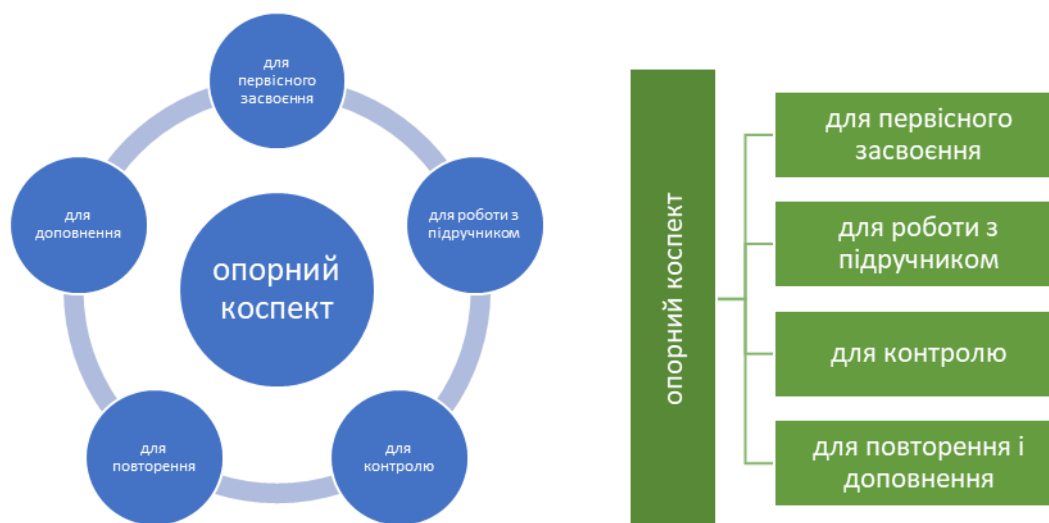 для
первісного
засвоєння
для роботи з
підручником
для
контролю
для
повторення
для
доповнення
опорний
коспект
опорний коспект
для первісного
засвоєння
для роботи з
підручником
для контролю
для повторення і
доповнення